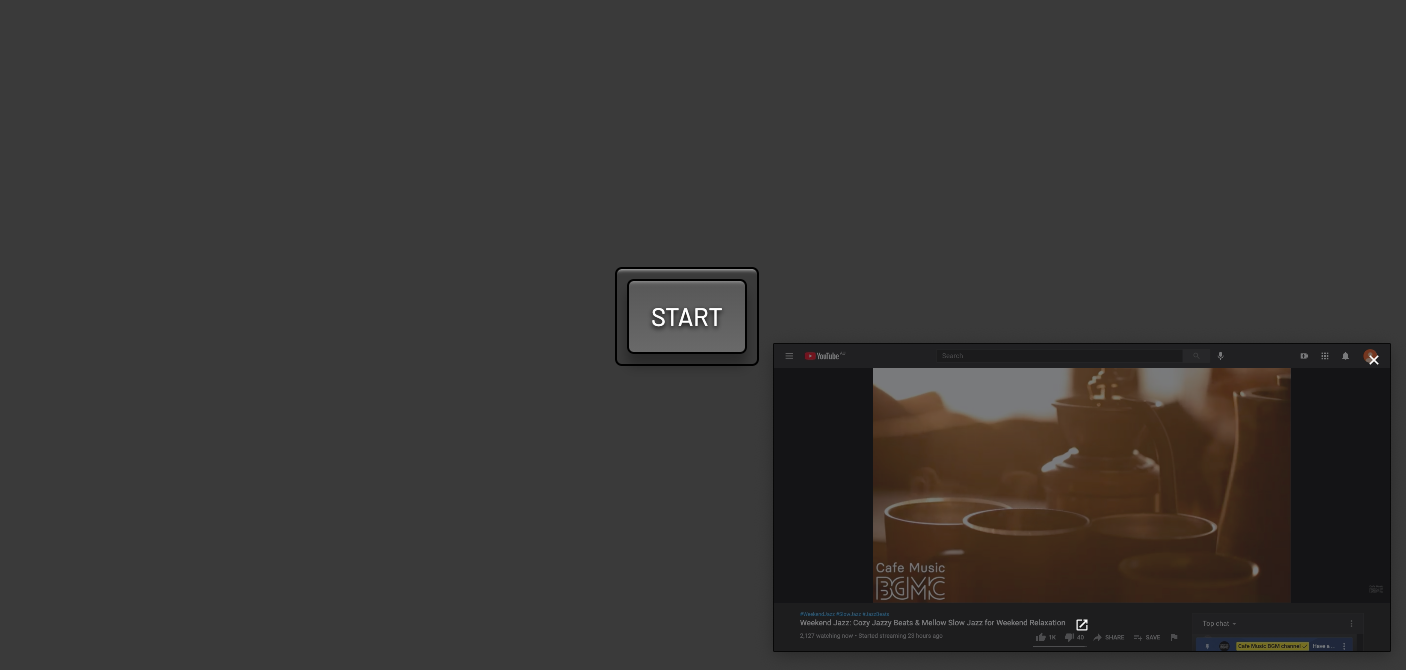 START
YouTube
Search
Cafe Music
BGMC
#WeekendJazz #SlowJazz #JazzBeats
Weekend Jazz: Cozy Jazzy Beats & Mellow Slow Jazz for Weekend Relaxation
2,127 watching now • Started streaming 23 hours ago
1K 40 SHARE SAVE
Top chat
Cafe Music BGM channel Have a...